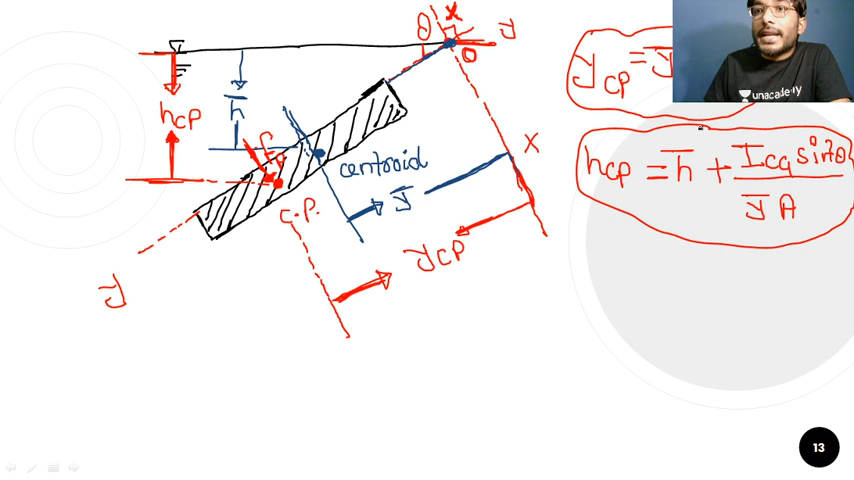 θ X y
O
hcp
h̄
F
centroid
C.P.
X
ȳ
ycp
y
ycp = ȳ
hcp = h̄ + ICG sin²θ / ȳ A
unacademy
13